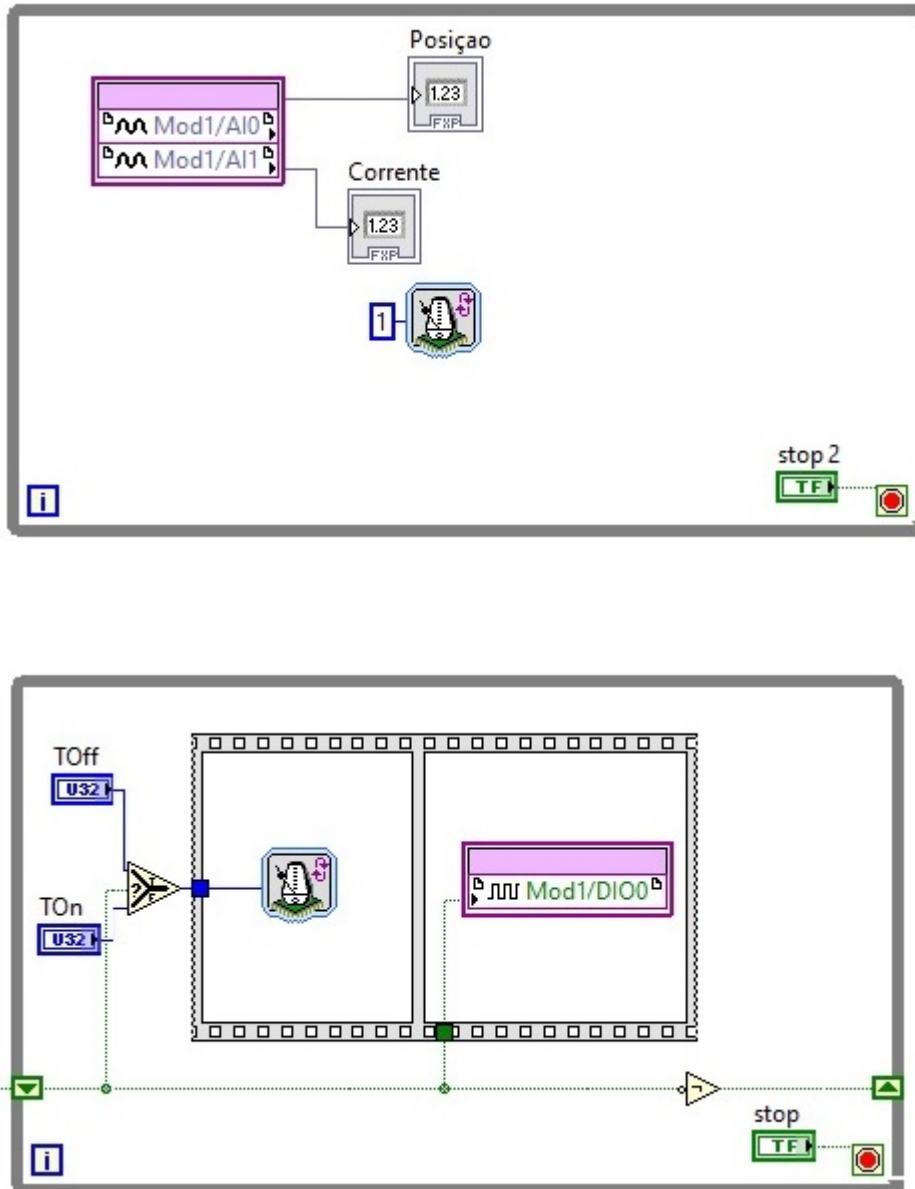 Posiçao
1.23
FXP
Mod1/AI0
Mod1/AI1
Corrente
1.23
FXP
1
stop 2
TF
i
TOff
U32
?
TOn
U32
Mod1/DIO0
stop
TF
i